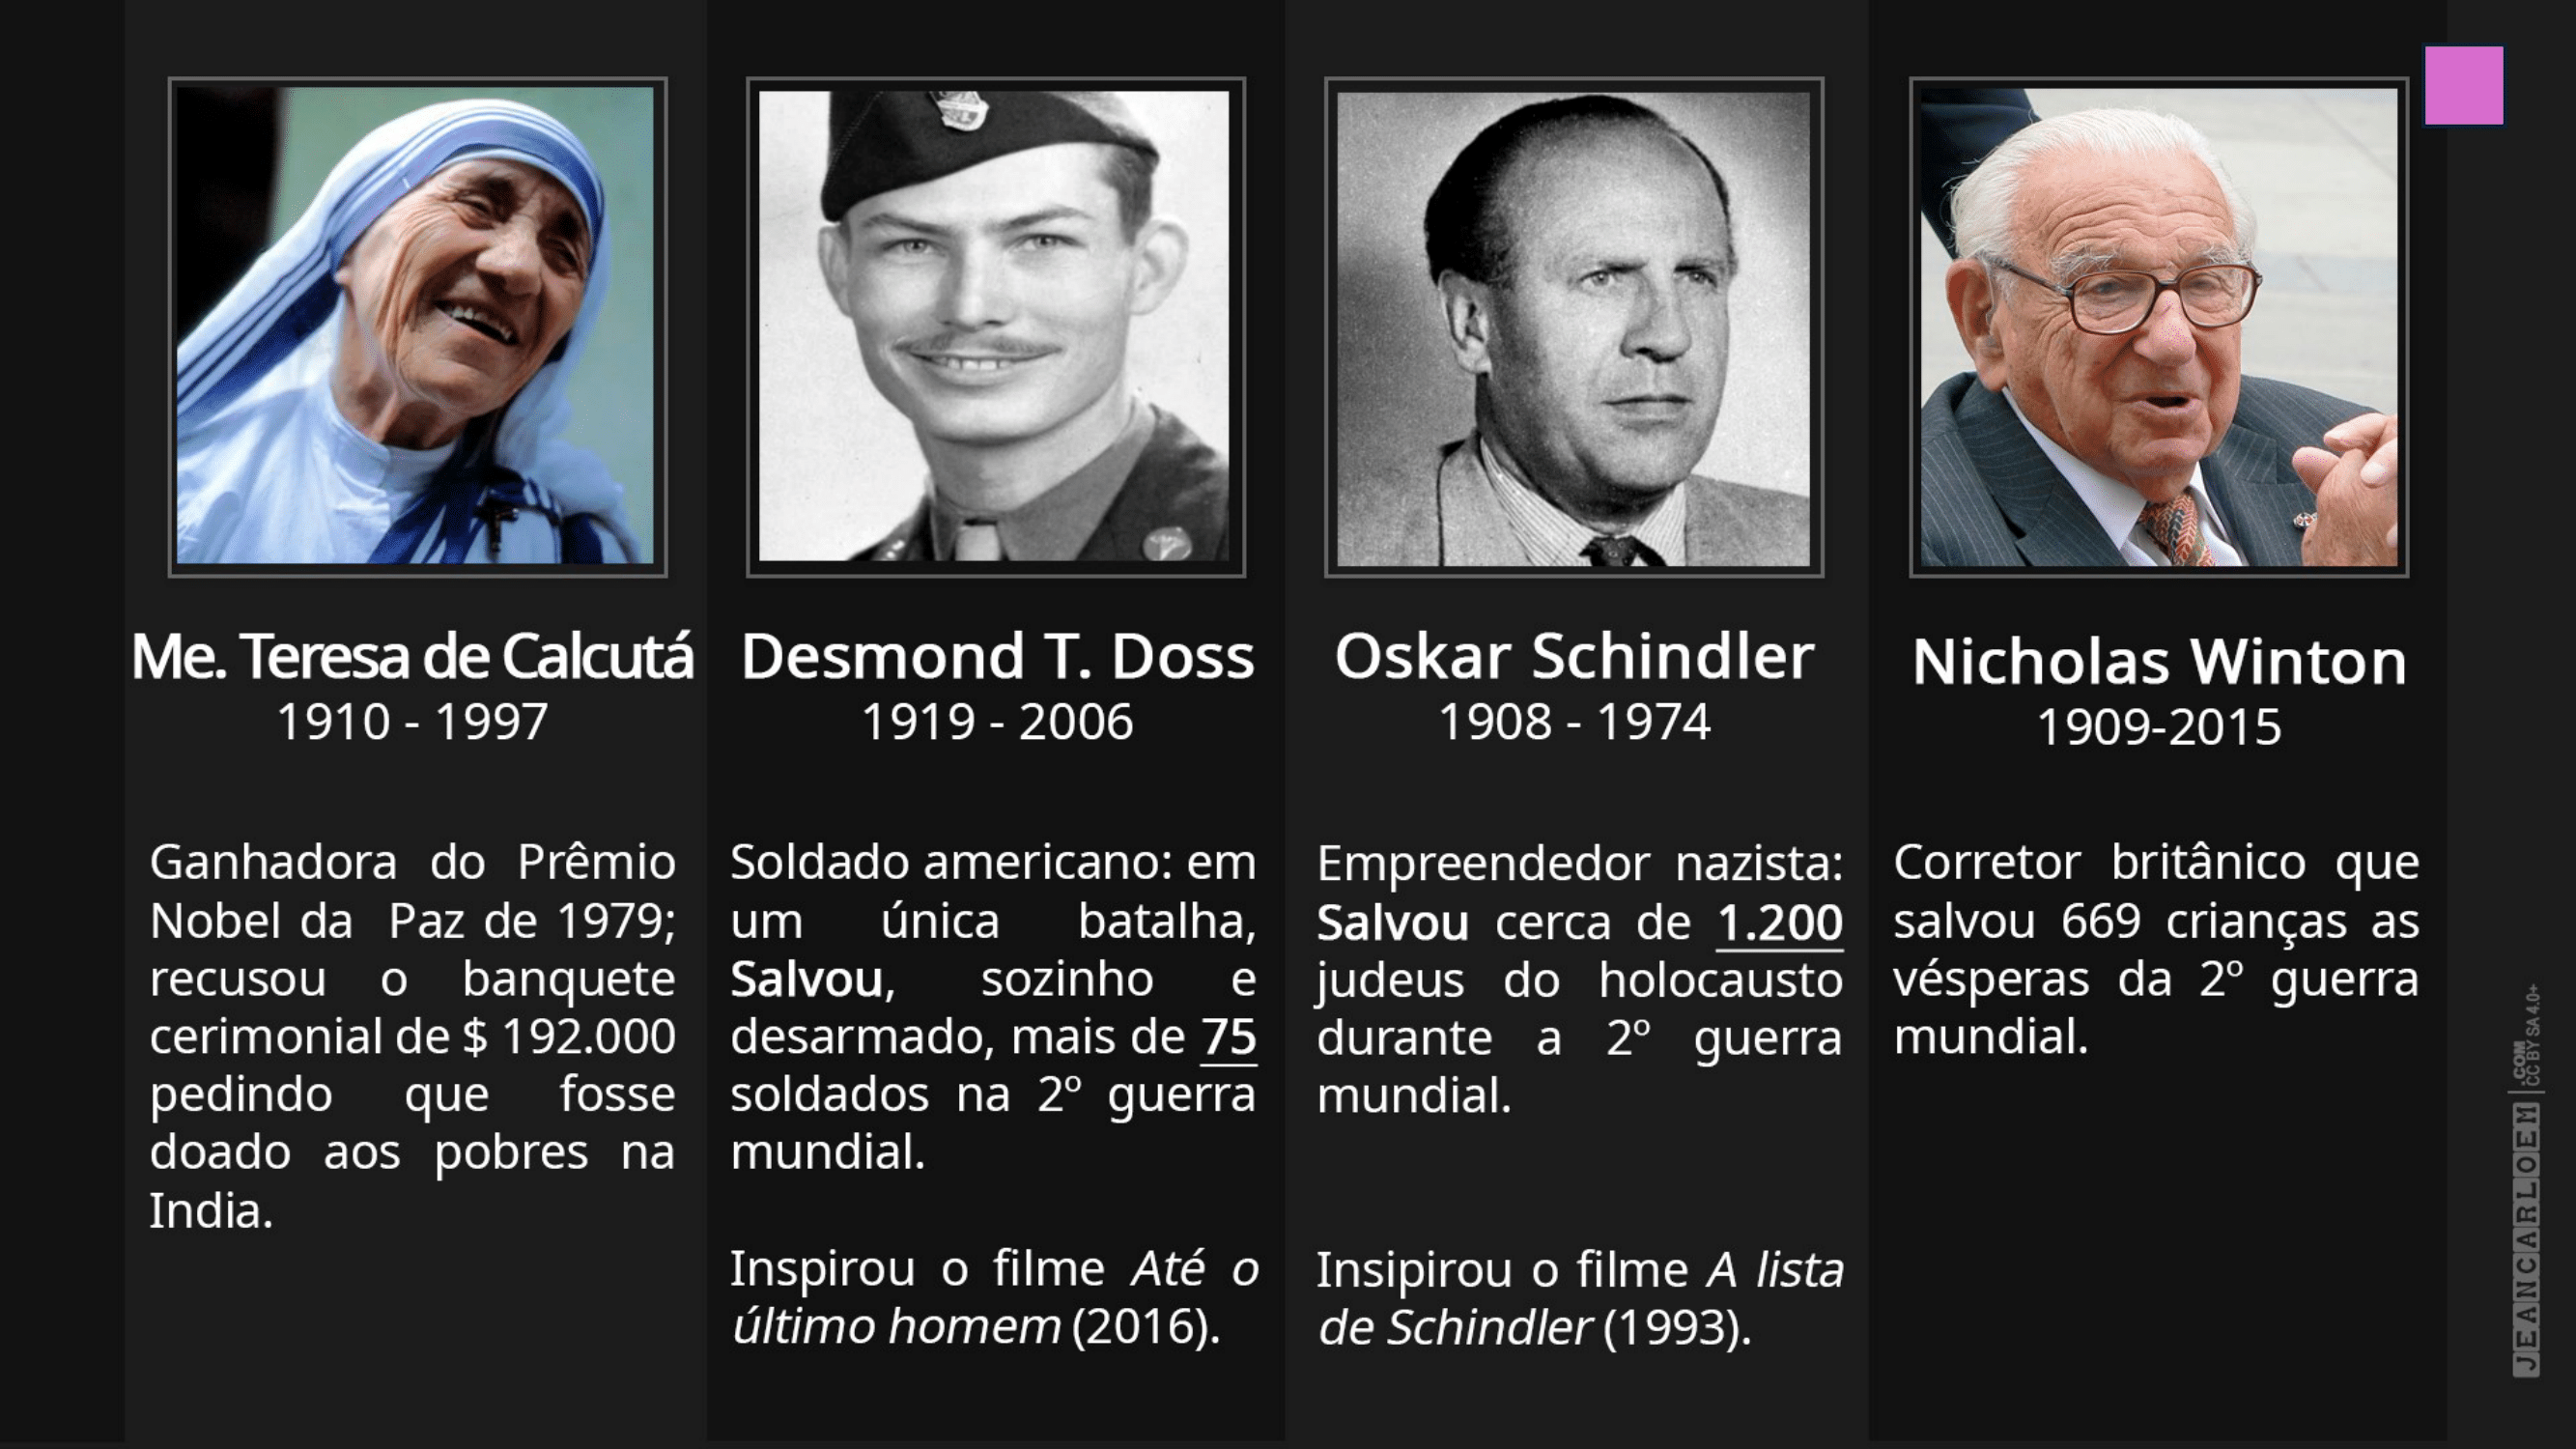 Me. Teresa de Calcutá
1910 - 1997
Ganhadora do Prêmio
Nobel da Paz de 1979;
recusou o banquete
cerimonial de $ 192.000
pedindo que fosse
doado aos pobres na
India.
Desmond T. Doss
1919 - 2006
Soldado americano: em
um única batalha,
Salvou, sozinho e
desarmado, mais de 75
soldados na 2º guerra
mundial.
Inspirou o filme Até o
último homem (2016).
Oskar Schindler
1908 - 1974
Empreendedor nazista:
Salvou cerca de 1.200
judeus do holocausto
durante a 2º guerra
mundial.
Insipirou o filme A lista
de Schindler (1993).
Nicholas Winton
1909-2015
Corretor britânico que
salvou 669 crianças as
vésperas da 2º guerra
mundial.
JEANCARLOEM
.COM
CC BY SA 4.0+